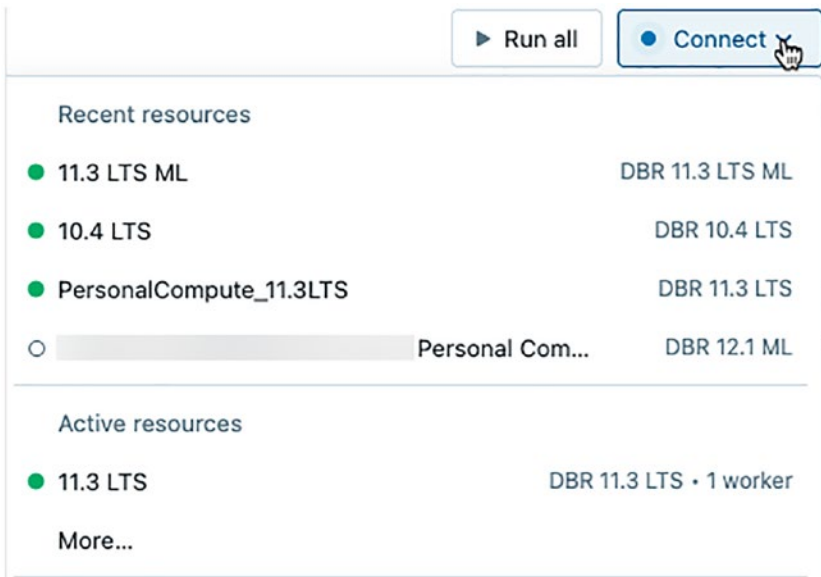 Run all Connect
Recent resources
11.3 LTS ML DBR 11.3 LTS ML
10.4 LTS DBR 10.4 LTS
PersonalCompute_11.3LTS DBR 11.3 LTS
Personal Com... DBR 12.1 ML
Active resources
11.3 LTS DBR 11.3 LTS • 1 worker
More...